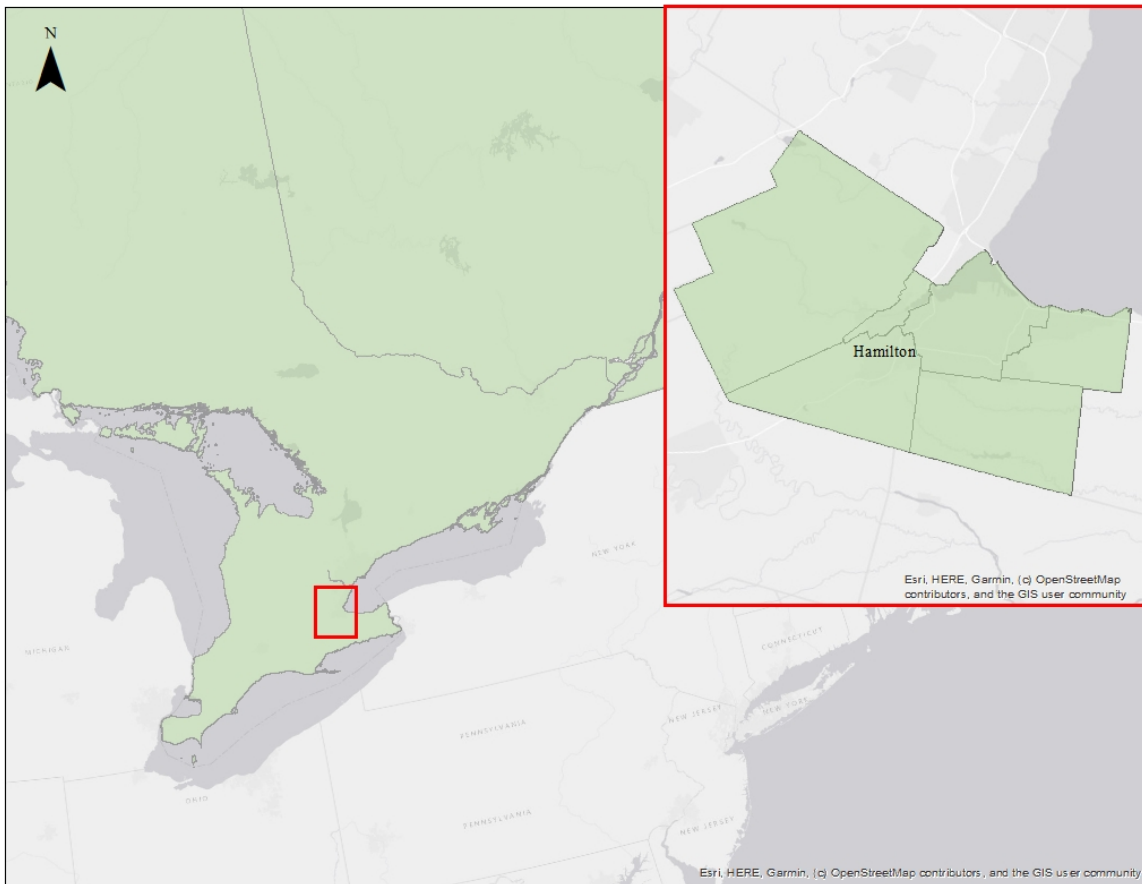 N
Hamilton
Esri, HERE, Garmin, (c) OpenStreetMap
contributors, and the GIS user community
NEW YORK
MICHIGAN
CONNECTICUT
NEW JERSEY
NEW YORK
PENNSYLVANIA
OHIO
PENNSYLVANIA
NEW JERSEY
Esri, HERE, Garmin, (c) OpenStreetMap contributors, and the GIS user community